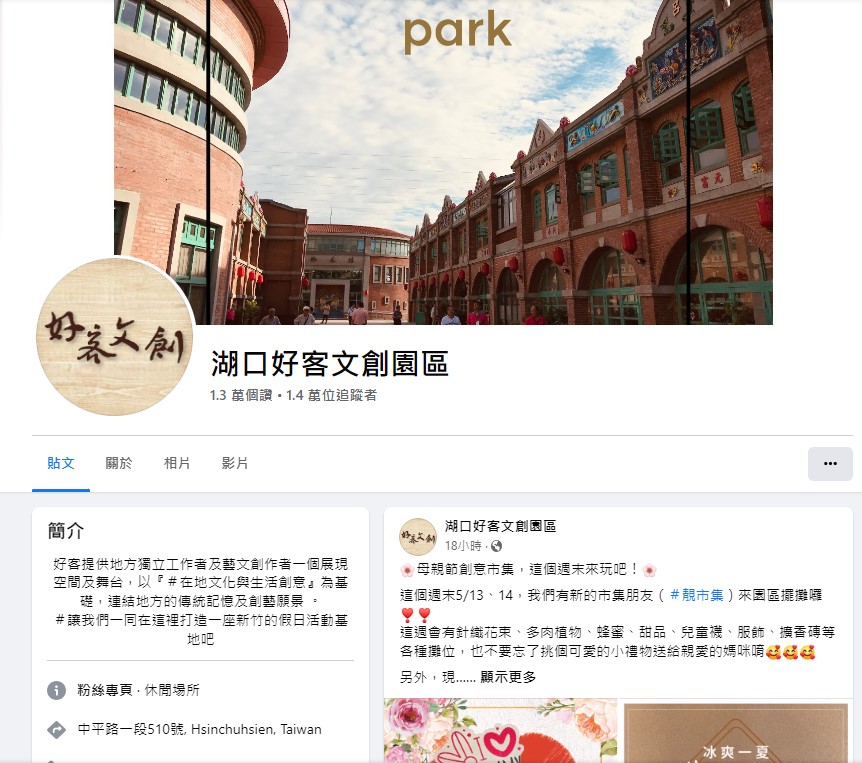 park
元
富
好客文創
湖口好客文創園區
1.3 萬個讚 • 1.4 萬位追蹤者
貼文 關於 相片 影片
簡介
好客提供地方獨立工作者及藝文創作者一個展現
空間及舞台，以『＃在地文化與生活創意』為基
礎，連結地方的傳統記憶及創藝願景 。
＃讓我們一同在這裡打造一座新竹的假日活動基
地吧
粉絲專頁 · 休閒場所
中平路一段510號, Hsinchuhsien, Taiwan
好客文創
湖口好客文創園區
18小時 ·
🌸母親節創意市集，這個週末來玩吧！🌸
這個週末5/13、14，我們有新的市集朋友（ ＃靚市集 ）來園區擺攤囉
❣️❣️
這週會有針織花束、多肉植物、蜂蜜、甜品、兒童襪、服飾、擴香磚等
各種攤位，也不要忘了挑個可愛的小禮物送給親愛的媽咪唷🥰🥰🥰
另外，現...... 顯示更多
冰爽一夏